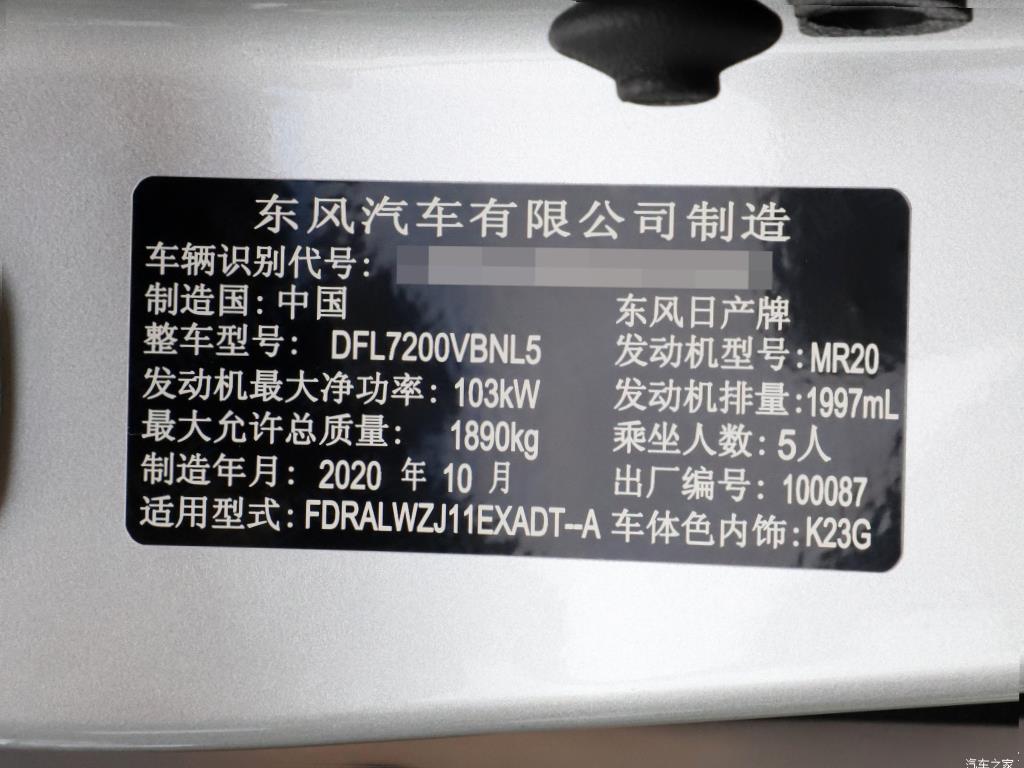 东风汽车有限公司制造
车辆识别代号：
制造国：中国 东风日产牌
整车型号： DFL7200VBNL5 发动机型号：MR20
发动机最大净功率：103kW 发动机排量：1997mL
最大允许总质量： 1890kg 乘坐人数：5人
制造年月： 2020 年 10 月 出厂编号：100087
适用型式：FDRALWZJ11EXADT--A 车体色内饰：K23G
汽车之家